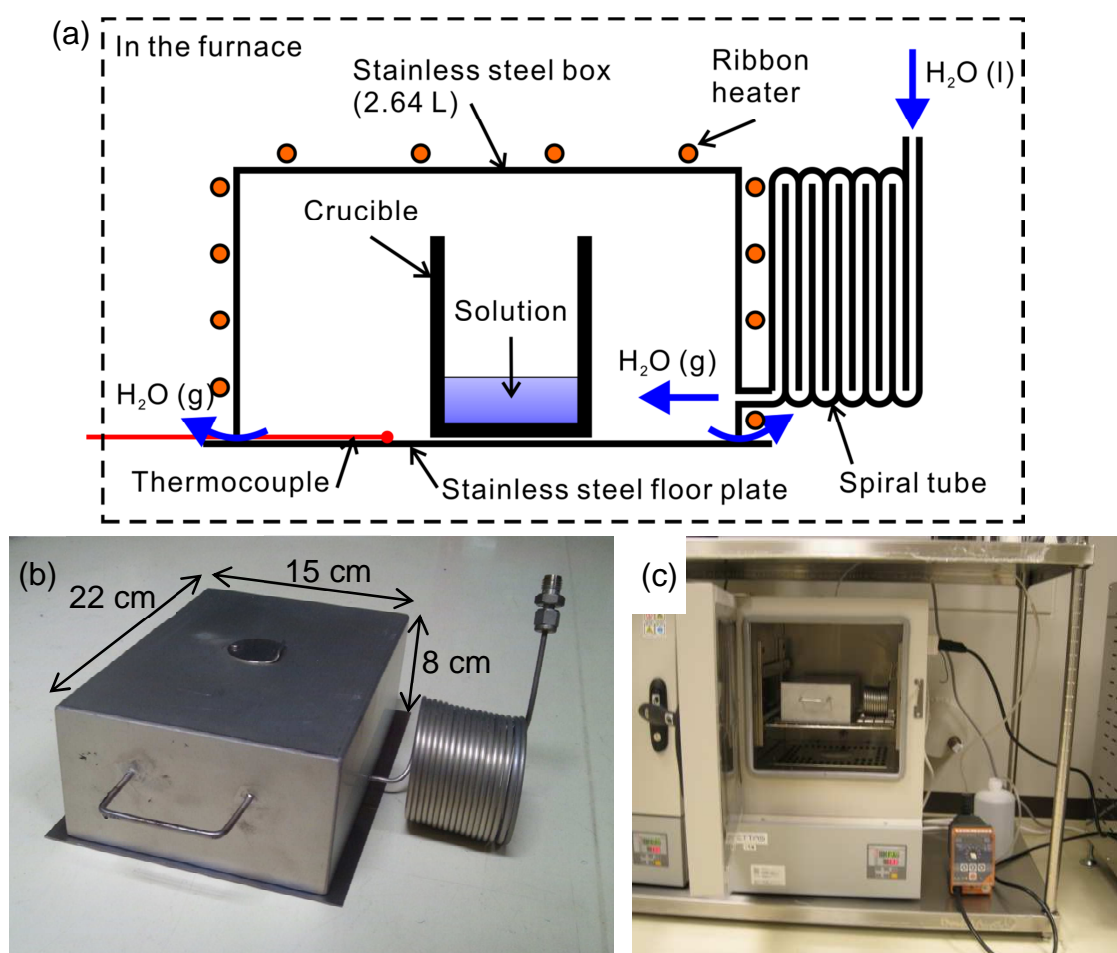 (a)
In the furnace
Stainless steel box
(2.64 L)
Ribbon
heater
H₂O (l)
Crucible
Solution
H₂O (g)
H₂O (g)
Thermocouple
Stainless steel floor plate
Spiral tube
(b)
22 cm
15 cm
8 cm
(c)